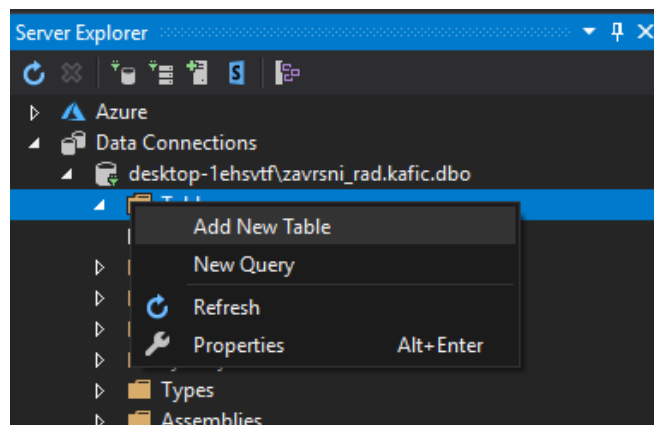 Server Explorer
Azure
Data Connections
desktop-1ehsvtf\zavrsni_rad.kafic.dbo
Add New Table
New Query
Refresh
Properties Alt+Enter
Types
Assemblies